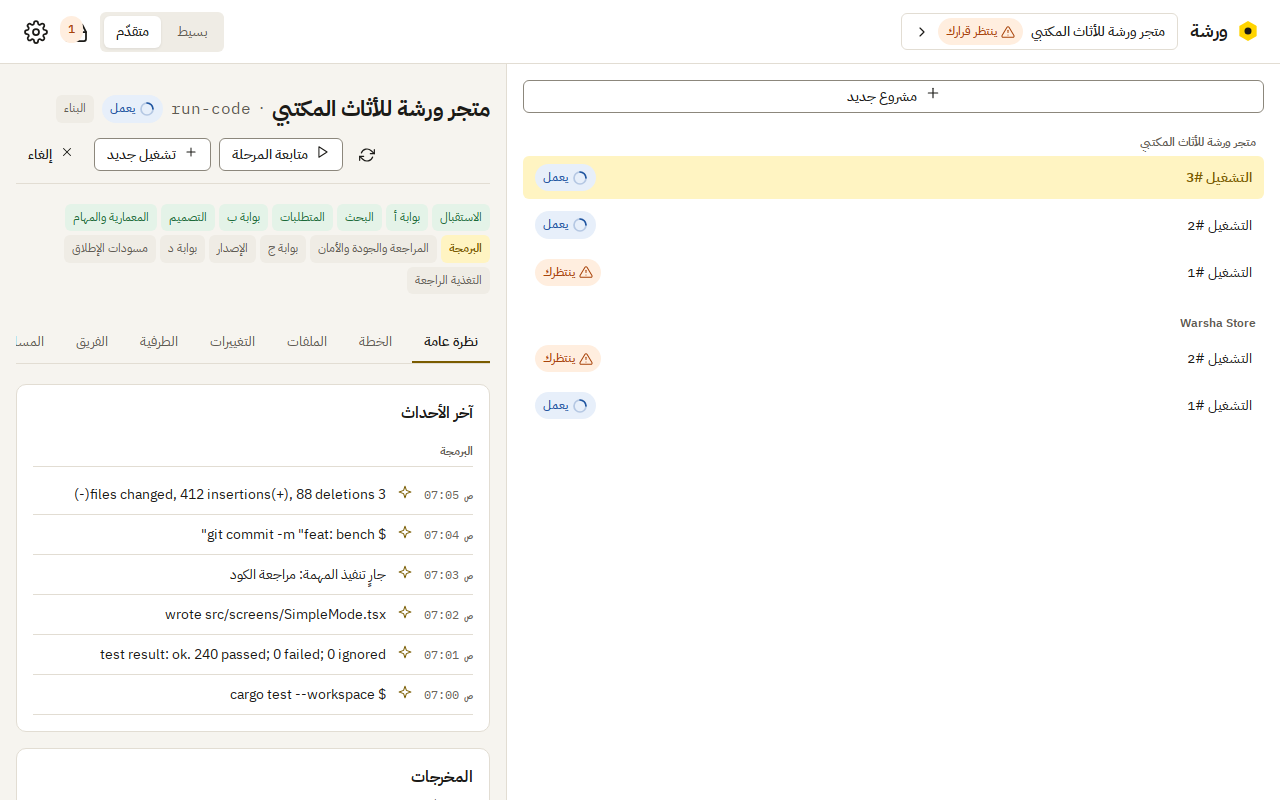 ورشة
متجر ورشة للأثاث المكتبي
ينتظر قرارك
بسيط
متقدّم
1
مشروع جديد
متجر ورشة للأثاث المكتبي
التشغيل #3
يعمل
التشغيل #2
يعمل
التشغيل #1
ينتظرك
Warsha Store
التشغيل #2
ينتظرك
التشغيل #1
يعمل
متجر ورشة للأثاث المكتبي · run-code
يعمل
البناء
متابعة المرحلة
تشغيل جديد
إلغاء
الاستقبال بوابة أ البحث المتطلبات بوابة ب التصميم المعمارية والمهام
البرمجة المراجعة والجودة والأمان بوابة ج الإصدار بوابة د مسودات الإطلاق
التغذية الراجعة
نظرة عامة الخطة الملفات التغييرات الطرفية الفريق المسا
آخر الأحداث
البرمجة
07:05 ص 3 files changed, 412 insertions(+), 88 deletions(-)
07:04 ص $ git commit -m "feat: bench"
07:03 ص جارٍ تنفيذ المهمة: مراجعة الكود
07:02 ص wrote src/screens/SimpleMode.tsx
07:01 ص test result: ok. 240 passed; 0 failed; 0 ignored
07:00 ص $ cargo test --workspace
المخرجات